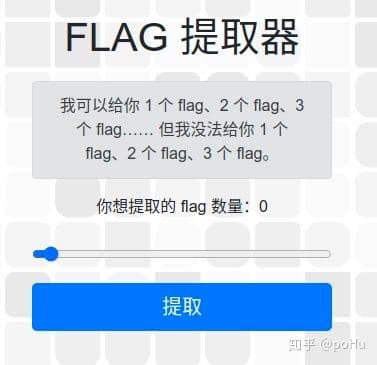 FLAG 提取器
我可以给你 1 个 flag、2 个 flag、3
个 flag…… 但我没法给你 1 个
flag、2 个 flag、3 个 flag。
你想提取的 flag 数量：0
提取
知乎 @poHu